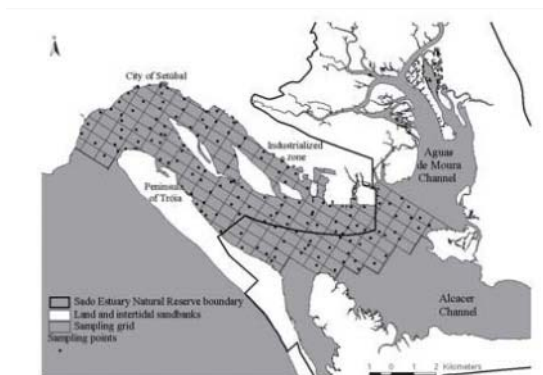 N
City of Setúbal
Industrialized
zone
Aguas
de Moura
Channel
Peninsula
of Tróia
Alcacer
Channel
Sado Estuary Natural Reserve boundary
Land and intertidal sandbanks
Sampling grid
Sampling points
1 0 1 2 Kilometers